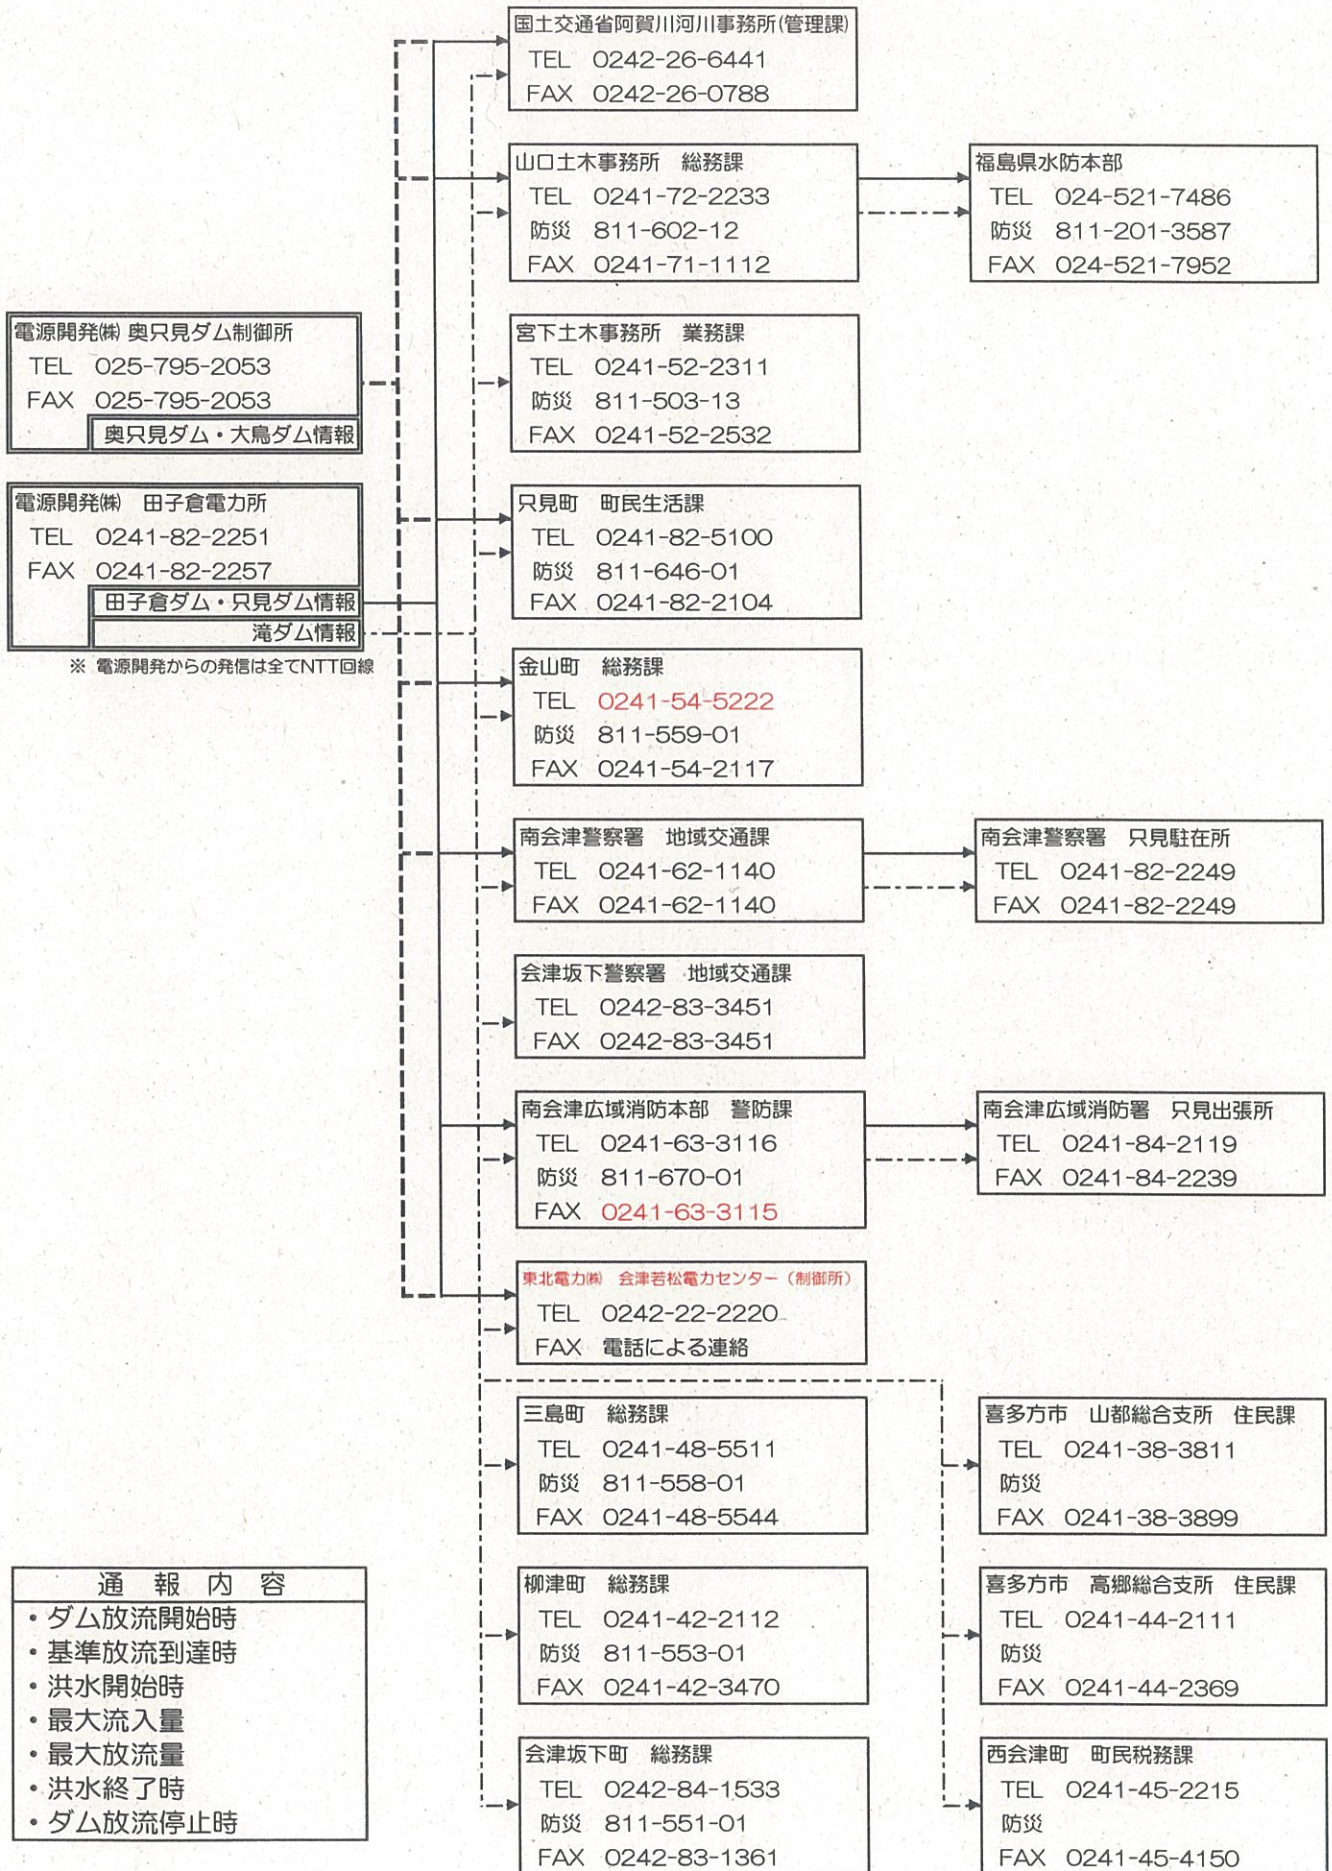 国土交通省阿賀川河川事務所(管理課)
TEL 0242-26-6441
FAX 0242-26-0788
山口土木事務所 総務課
TEL 0241-72-2233
防災 811-602-12
FAX 0241-71-1112
福島県水防本部
TEL 024-521-7486
防災 811-201-3587
FAX 024-521-7952
電源開発㈱ 奥只見ダム制御所
TEL 025-795-2053
FAX 025-795-2053
奥只見ダム・大鳥ダム情報
宮下土木事務所 業務課
TEL 0241-52-2311
防災 811-503-13
FAX 0241-52-2532
電源開発㈱ 田子倉電力所
TEL 0241-82-2251
FAX 0241-82-2257
田子倉ダム・只見ダム情報
滝ダム情報
※ 電源開発からの発信は全てNTT回線
只見町 町民生活課
TEL 0241-82-5100
防災 811-646-01
FAX 0241-82-2104
金山町 総務課
TEL 0241-54-5222
防災 811-559-01
FAX 0241-54-2117
南会津警察署 地域交通課
TEL 0241-62-1140
FAX 0241-62-1140
南会津警察署 只見駐在所
TEL 0241-82-2249
FAX 0241-82-2249
会津坂下警察署 地域交通課
TEL 0242-83-3451
FAX 0242-83-3451
南会津広域消防本部 警防課
TEL 0241-63-3116
防災 811-670-01
FAX 0241-63-3115
南会津広域消防署 只見出張所
TEL 0241-84-2119
FAX 0241-84-2239
東北電力㈱ 会津若松電力センター（制御所）
TEL 0242-22-2220
FAX 電話による連絡
三島町 総務課
TEL 0241-48-5511
防災 811-558-01
FAX 0241-48-5544
喜多方市 山都総合支所 住民課
TEL 0241-38-3811
防災
FAX 0241-38-3899
柳津町 総務課
TEL 0241-42-2112
防災 811-553-01
FAX 0241-42-3470
喜多方市 高郷総合支所 住民課
TEL 0241-44-2111
防災
FAX 0241-44-2369
会津坂下町 総務課
TEL 0242-84-1533
防災 811-551-01
FAX 0242-83-1361
西会津町 町民税務課
TEL 0241-45-2215
防災
FAX 0241-45-4150
通報内容
・ダム放流開始時
・基準放流到達時
・洪水開始時
・最大流入量
・最大放流量
・洪水終了時
・ダム放流停止時